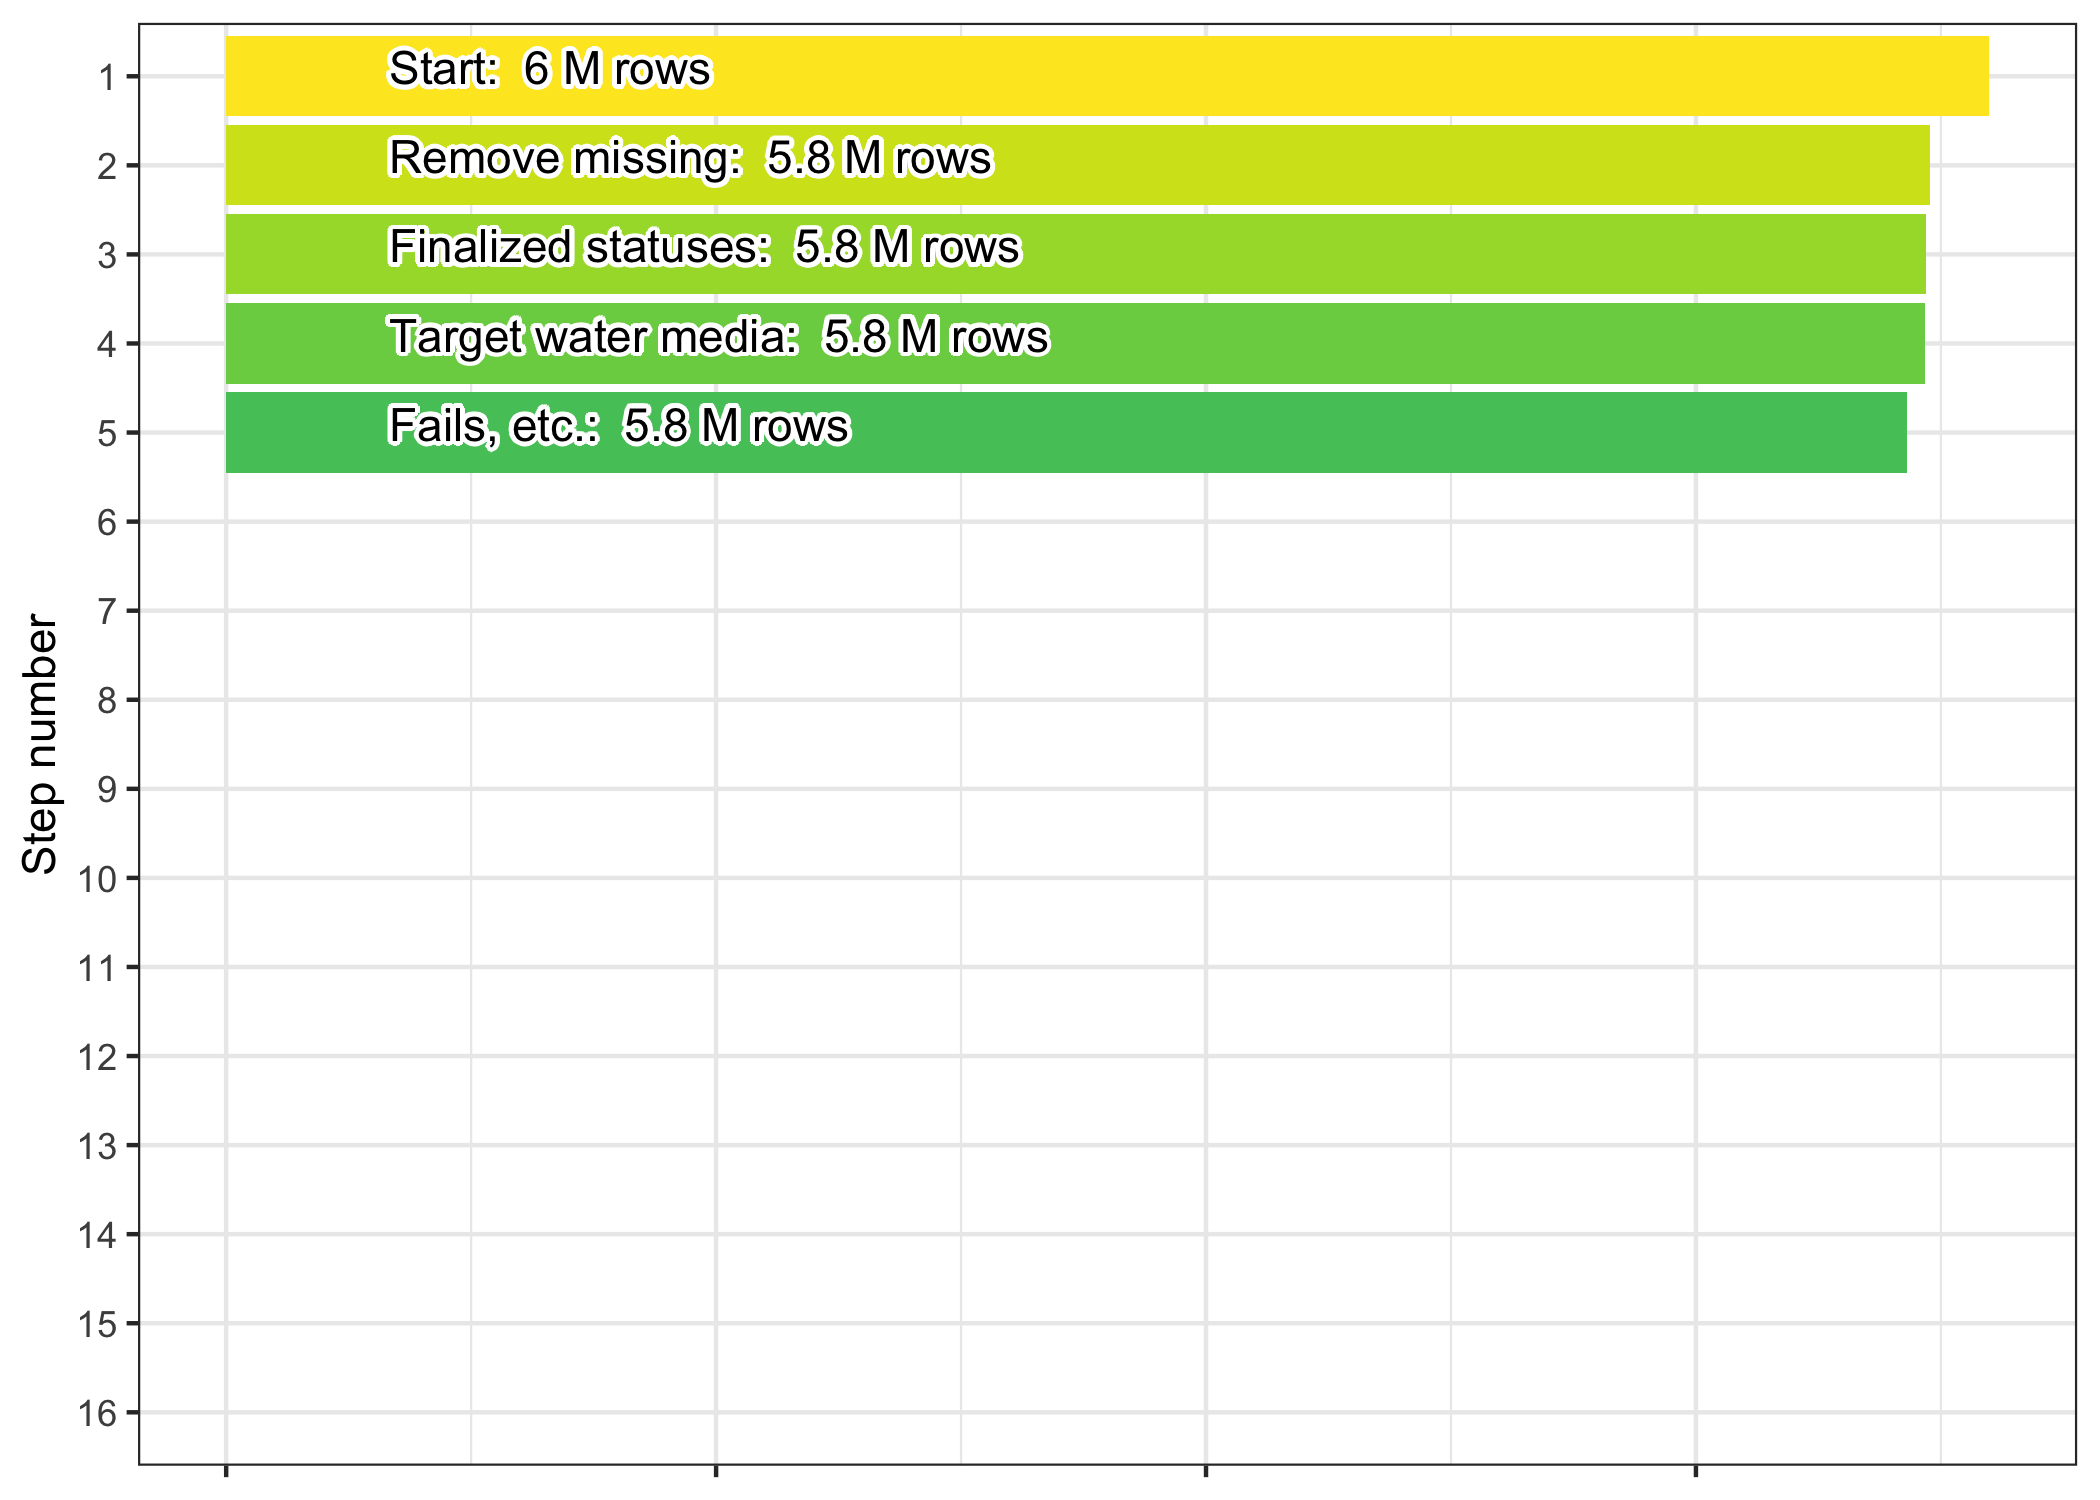 1
Start:  6 M rows
2
Remove missing:  5.8 M rows
3
Finalized statuses:  5.8 M rows
4
Target water media:  5.8 M rows
5
Fails, etc.:  5.8 M rows
6
7
8
9
10
11
12
13
14
15
16
Step number